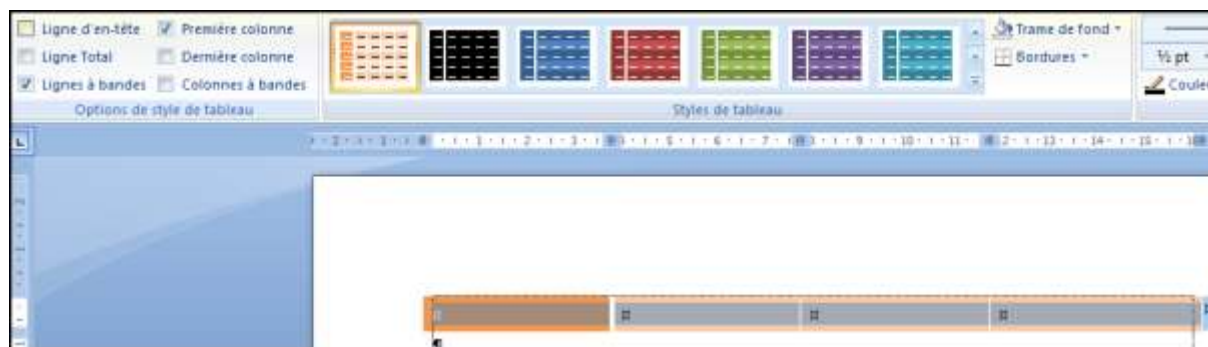 Ligne d'en-tête Première colonne
Ligne Total Dernière colonne
Lignes à bandes Colonnes à bandes
Options de style de tableau
Styles de tableau
Trame de fond
Bordures
½ pt